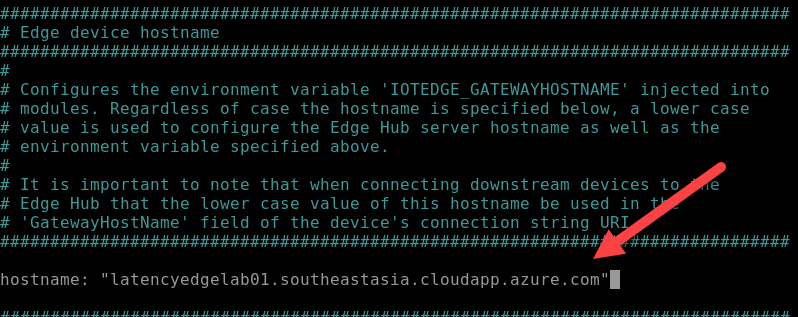 ###############################################################################
# Edge device hostname
###############################################################################
#
# Configures the environment variable 'IOTEDGE_GATEWAYHOSTNAME' injected into
# modules. Regardless of case the hostname is specified below, a lower case
# value is used to configure the Edge Hub server hostname as well as the
# environment variable specified above.
#
# It is important to note that when connecting downstream devices to the
# Edge Hub that the lower case value of this hostname be used in the
# 'GatewayHostName' field of the device's connection string URI
###############################################################################
hostname: "latencyedgelab01.southeastasia.cloudapp.azure.com"
###############################################################################